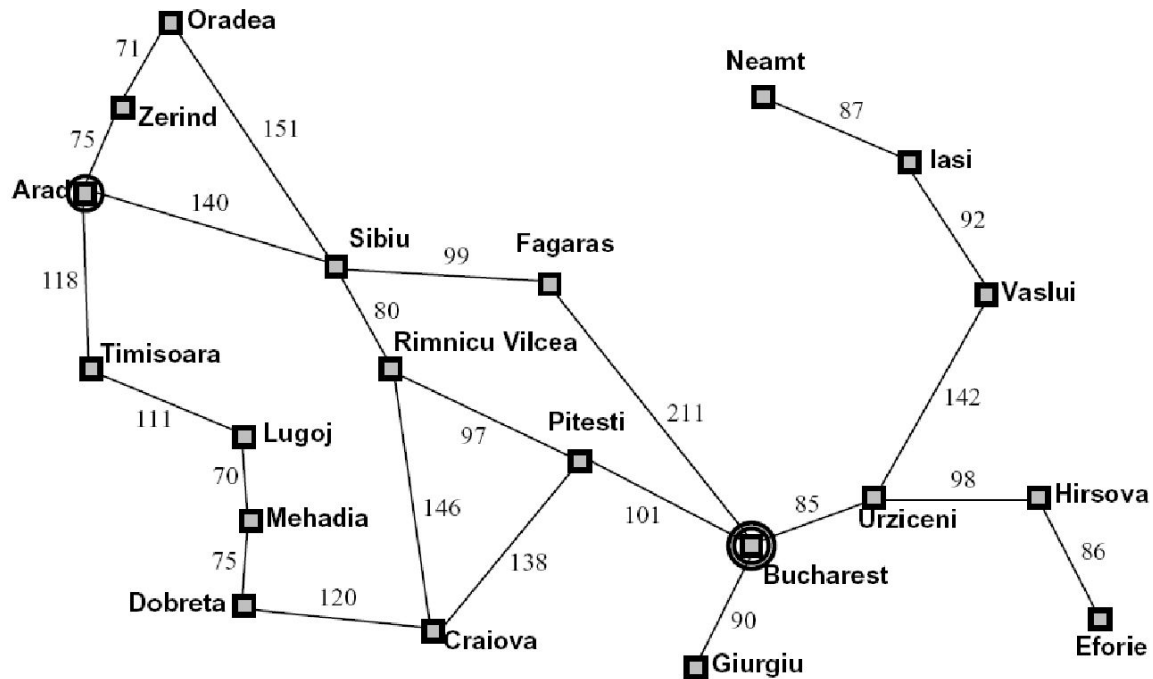 Oradea
71
Neamt
87
Zerind
151
75
Iasi
Arad
140
92
Sibiu
Fagaras
99
118
80
Vaslui
Rimnicu Vilcea
Timisoara
142
111
211
Pitesti
Lugoj
97
70
98
Hirsova
146
101
85
Urziceni
Mehadia
138
86
75
Bucharest
Dobreta
120
90
Craiova
Eforie
Giurgiu